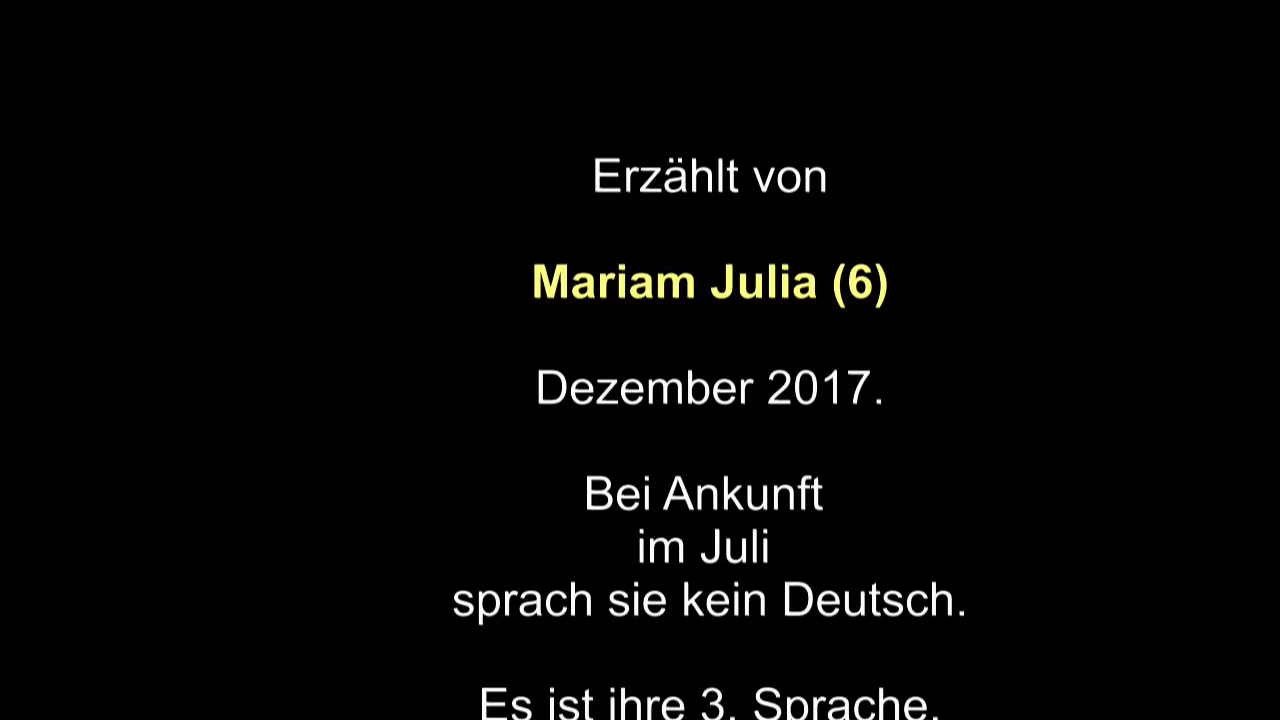 Erzählt von
Mariam Julia (6)
Dezember 2017.
Bei Ankunft
im Juli
sprach sie kein Deutsch.
Es ist ihre 3. Sprache.